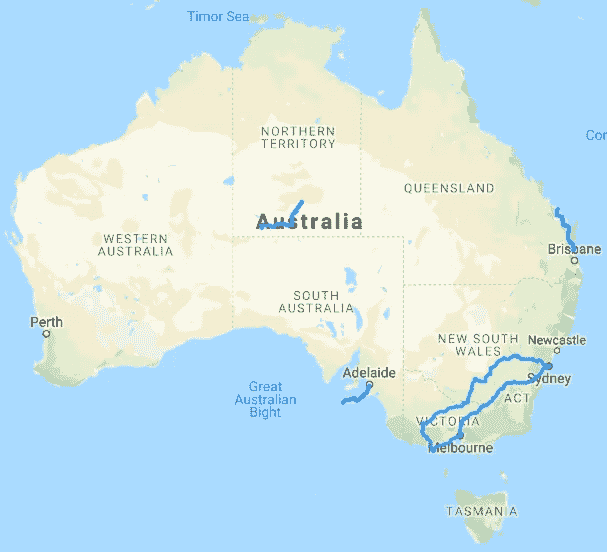 Timor Sea
NORTHERN
TERRITORY
Cor
QUEENSLAND
Australia
WESTERN
AUSTRALIA
Brisbane
SOUTH
AUSTRALIA
Perth
NEW SOUTH
WALES
Newcastle
Adelaide
Sydney
Great
Australian
Bight
ACT
VICTORIA
Melbourne
TASMANIA